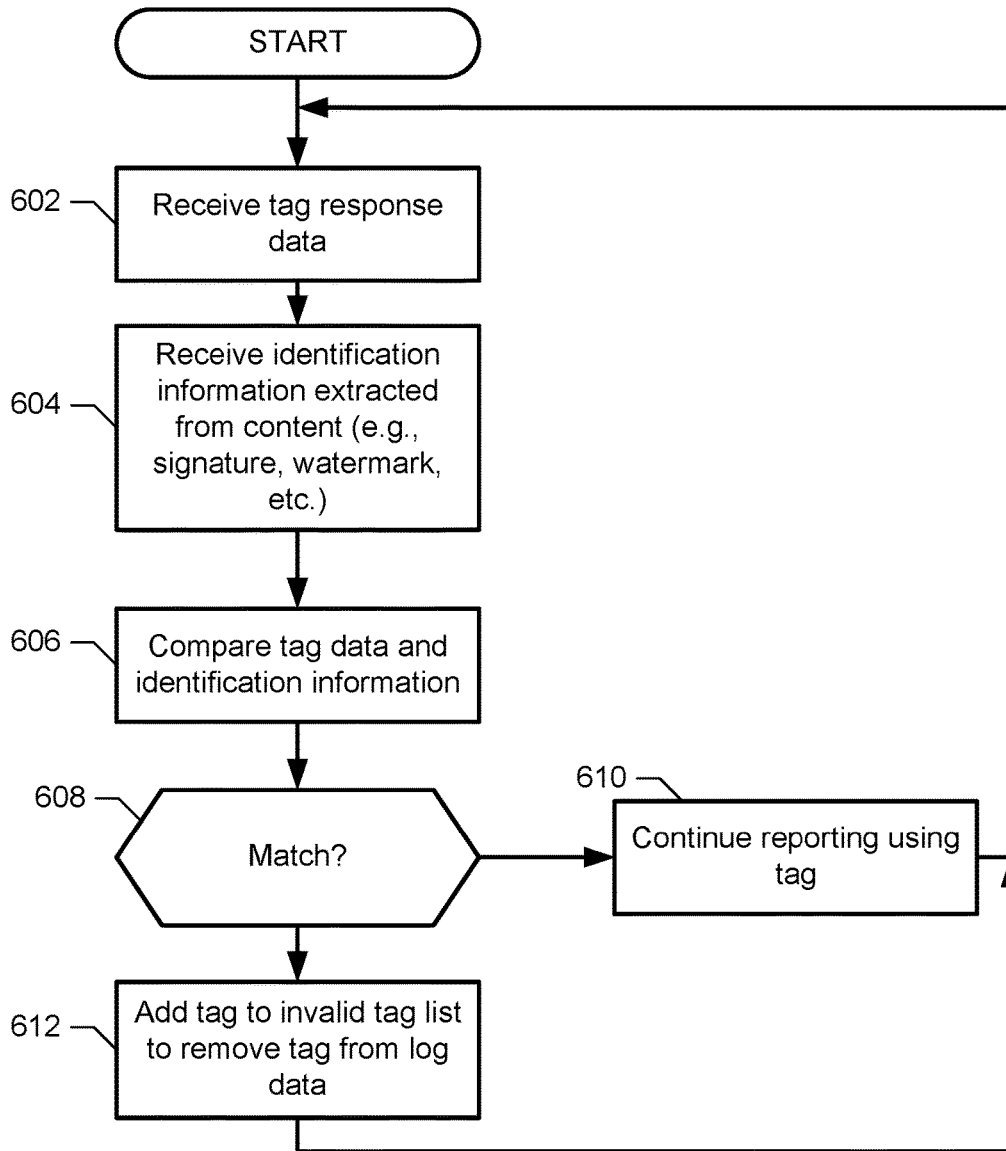 START
602
Receive tag response
data
604
Receive identification
information extracted
from content (e.g.,
signature, watermark,
etc.)
606
Compare tag data and
identification information
608
Match?
610
Continue reporting using
tag
612
Add tag to invalid tag list
to remove tag from log
data